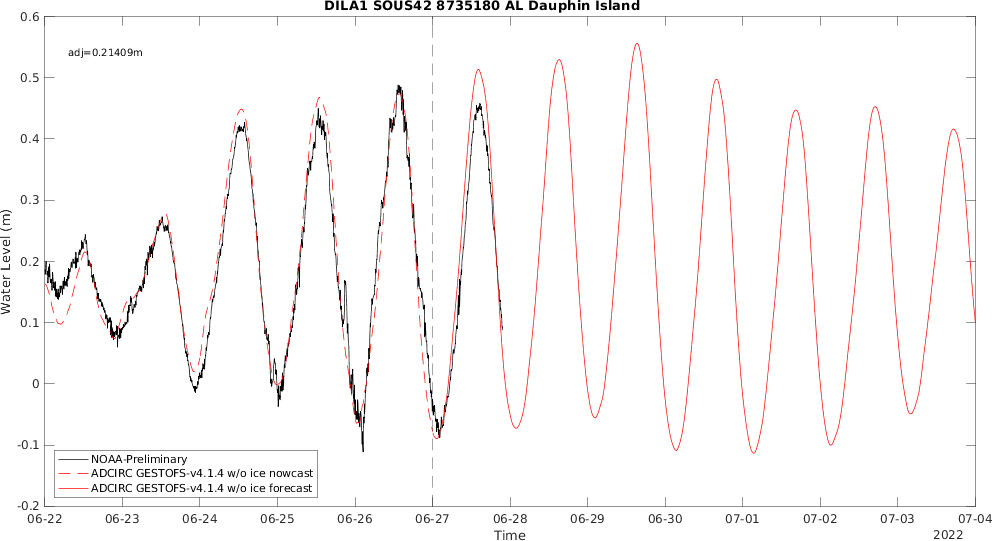 DILA1 SOUS42 8735180 AL Dauphin Island
0.6
adj=0.21409m
0.5
0.4
0.3
0.2
0.1
0
-0.1
-0.2
Water Level (m)
NOAA-Preliminary
ADCIRC GESTOFS-v4.1.4 w/o ice nowcast
ADCIRC GESTOFS-v4.1.4 w/o ice forecast
06-22 06-23 06-24 06-25 06-26 06-27 06-28 06-29 06-30 07-01 07-02 07-03 07-04
Time
2022